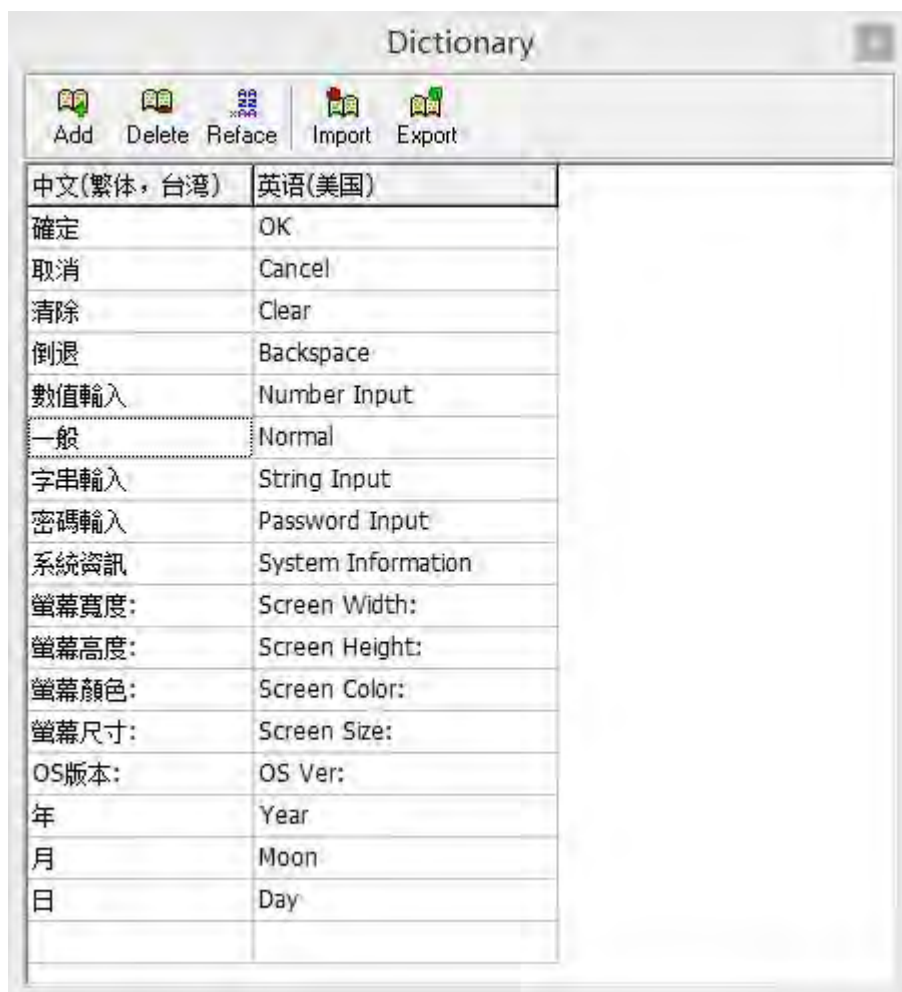 Dictionary
Add Delete Reface Import Export
中文(繁体，台湾) 英语(美国)
確定 OK
取消 Cancel
清除 Clear
倒退 Backspace
數值輸入 Number Input
一般 Normal
字串輸入 String Input
密碼輸入 Password Input
系統資訊 System Information
螢幕寬度: Screen Width:
螢幕高度: Screen Height:
螢幕顏色: Screen Color:
螢幕尺寸: Screen Size:
OS版本: OS Ver:
年 Year
月 Moon
日 Day